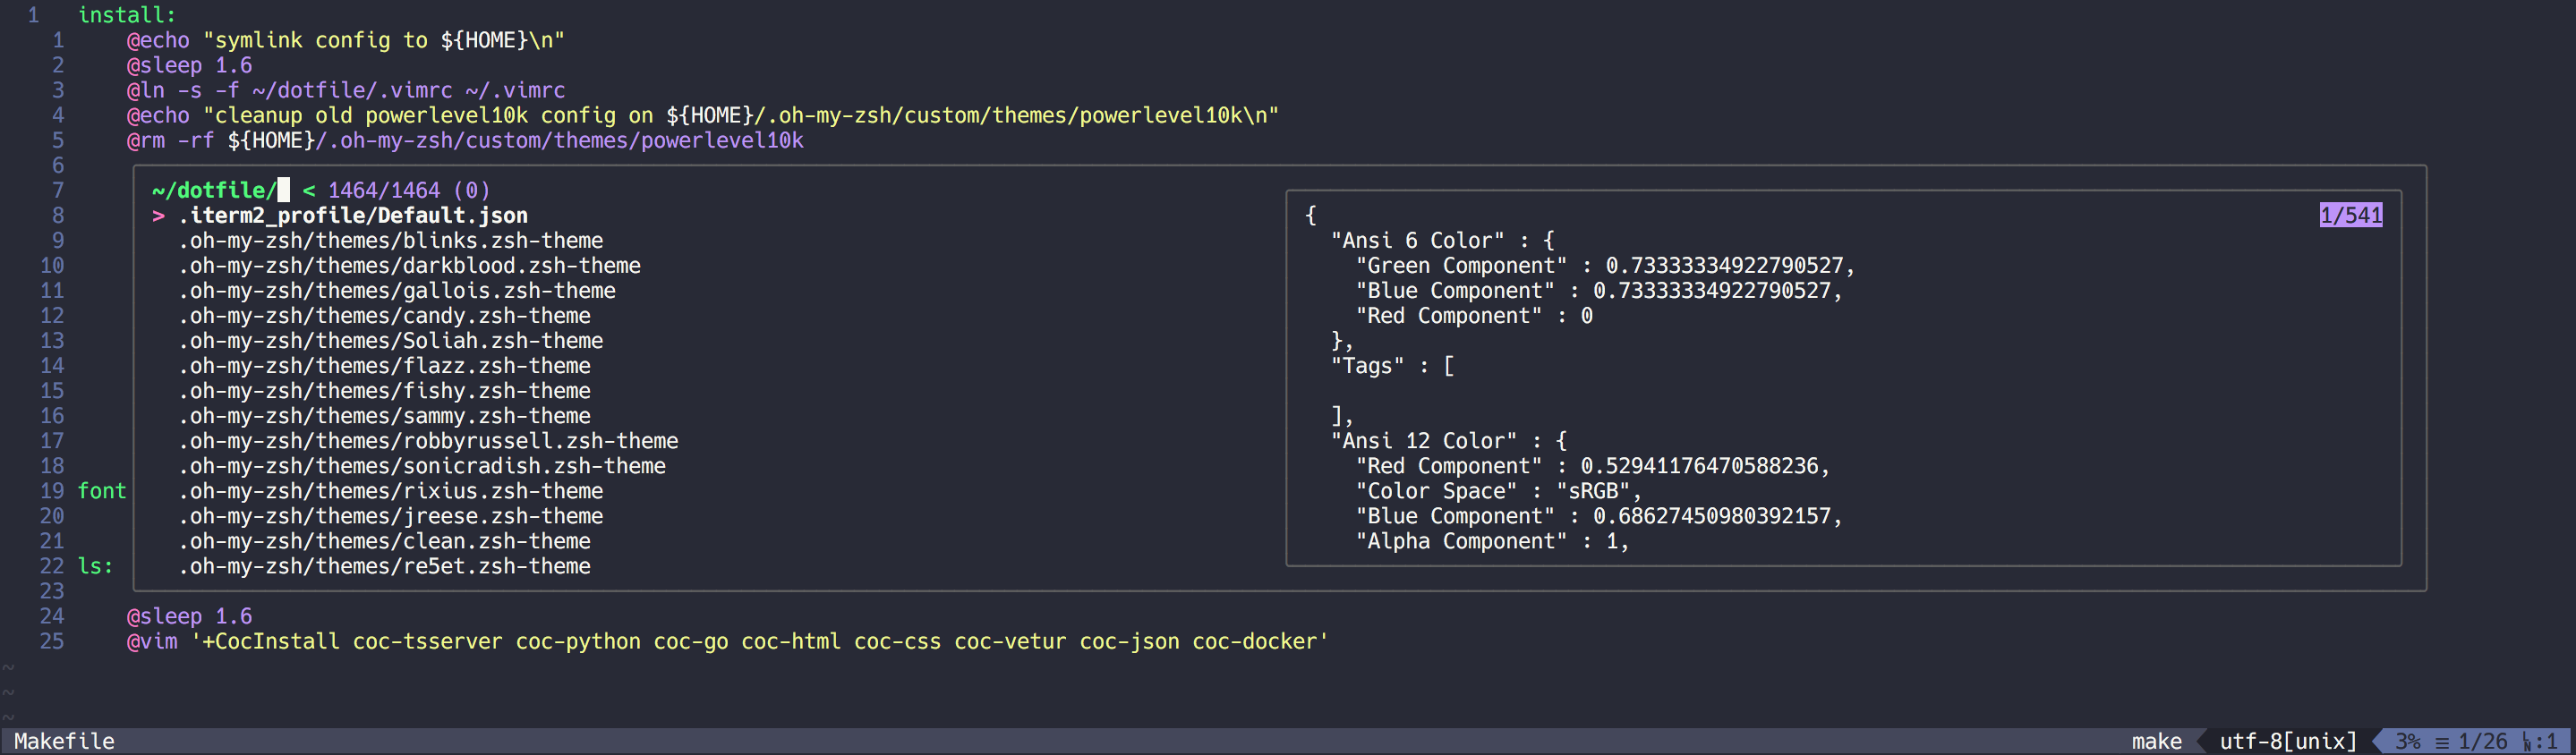 1 install:
1 @echo "symlink config to ${HOME}\n"
2 @sleep 1.6
3 @ln -s -f ~/dotfile/.vimrc ~/.vimrc
4 @echo "cleanup old powerlevel10k config on ${HOME}/.oh-my-zsh/custom/themes/powerlevel10k\n"
5 @rm -rf ${HOME}/.oh-my-zsh/custom/themes/powerlevel10k
6
7
8
9
10
11
12
13
14
15
16
17
18
19 font
20
21
22 ls:
23
~/dotfile/ < 1464/1464 (0)
> .iterm2_profile/Default.json
.oh-my-zsh/themes/blinks.zsh-theme
.oh-my-zsh/themes/darkblood.zsh-theme
.oh-my-zsh/themes/gallois.zsh-theme
.oh-my-zsh/themes/candy.zsh-theme
.oh-my-zsh/themes/Soliah.zsh-theme
.oh-my-zsh/themes/flazz.zsh-theme
.oh-my-zsh/themes/fishy.zsh-theme
.oh-my-zsh/themes/sammy.zsh-theme
.oh-my-zsh/themes/robbyrussell.zsh-theme
.oh-my-zsh/themes/sonicradish.zsh-theme
.oh-my-zsh/themes/rixius.zsh-theme
.oh-my-zsh/themes/jreese.zsh-theme
.oh-my-zsh/themes/clean.zsh-theme
.oh-my-zsh/themes/re5et.zsh-theme
{ 1/541
"Ansi 6 Color" : {
"Green Component" : 0.73333334922790527,
"Blue Component" : 0.73333334922790527,
"Red Component" : 0
},
"Tags" : [
],
"Ansi 12 Color" : {
"Red Component" : 0.52941176470588236,
"Color Space" : "sRGB",
"Blue Component" : 0.68627450980392157,
"Alpha Component" : 1,
24 @sleep 1.6
25 @vim '+CocInstall coc-tsserver coc-python coc-go coc-html coc-css coc-vetur coc-json coc-docker'
~
~
~
Makefile make utf-8[unix] 3% ≡ 1/26 ㏑:1